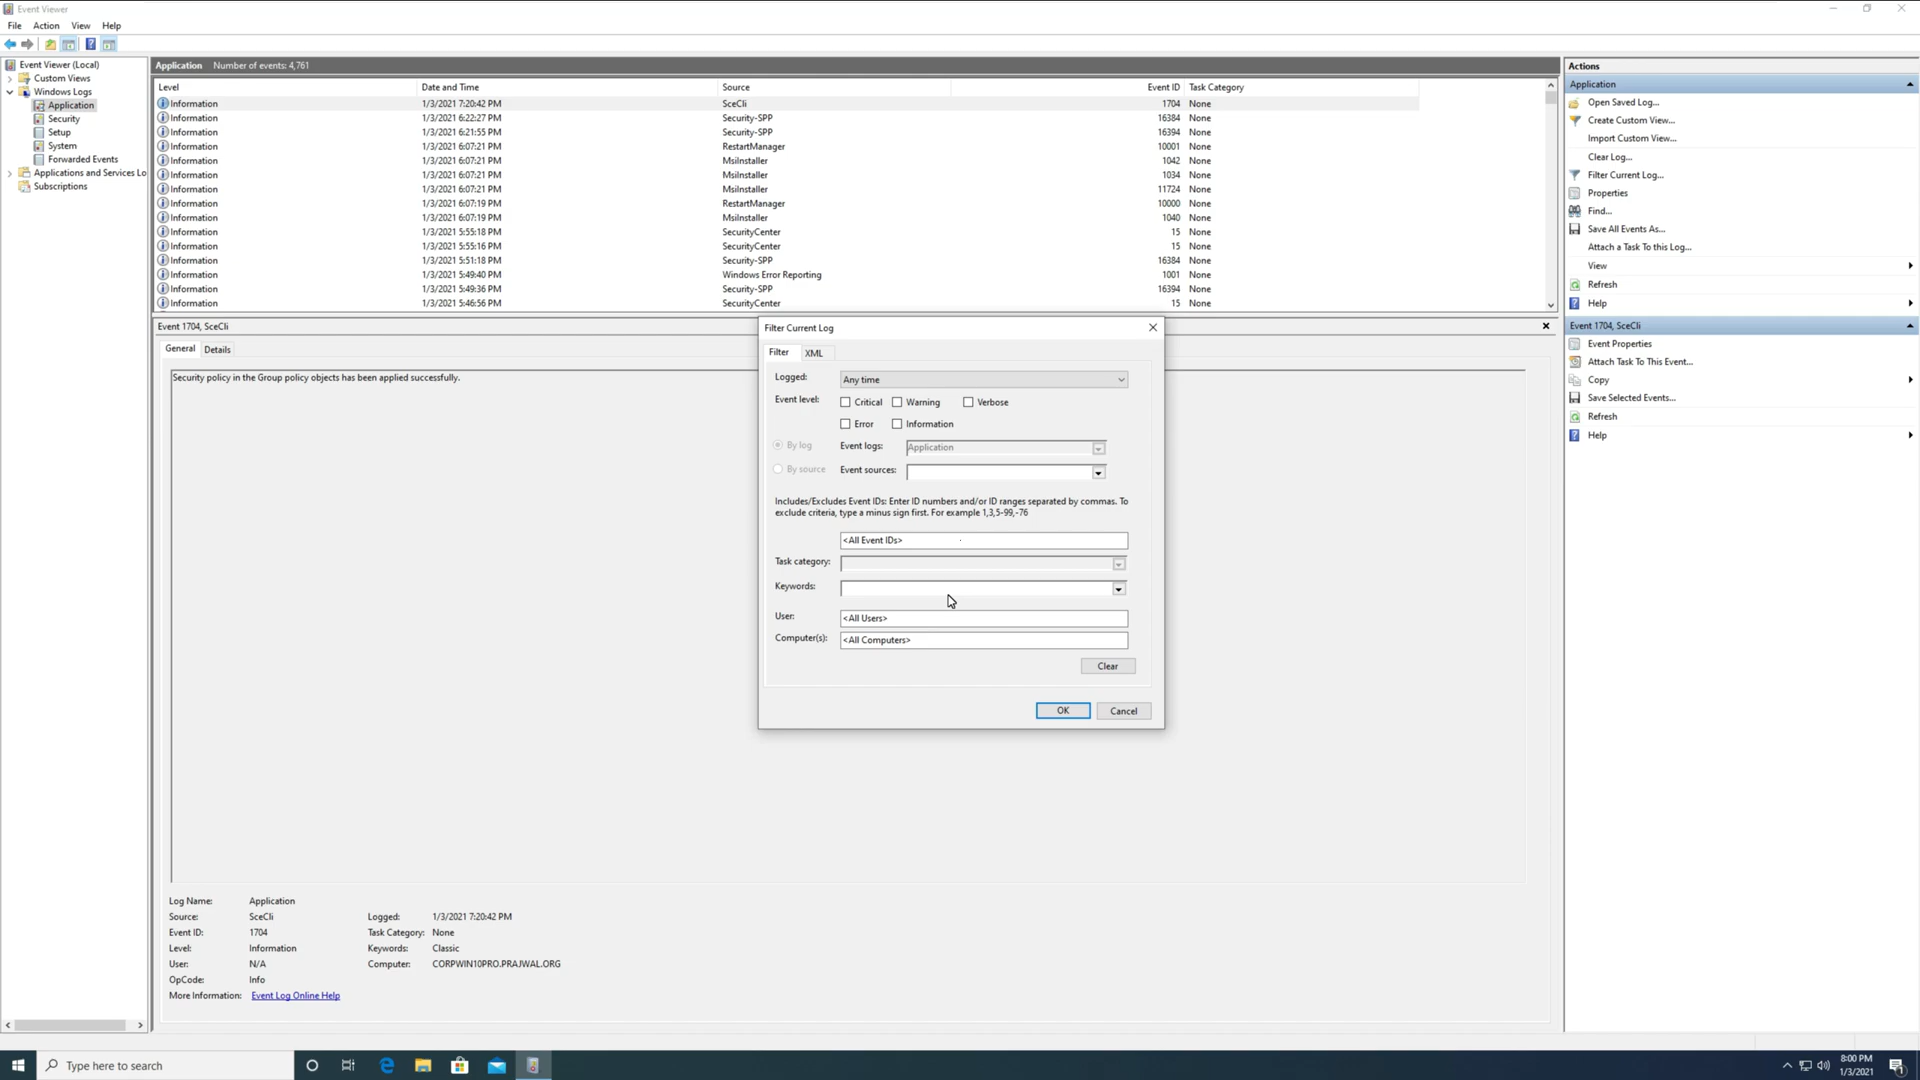 Event Viewer
File Action View Help
Event Viewer (Local)
Custom Views
Windows Logs
Application
Security
Setup
System
Forwarded Events
Applications and Services Lo
Subscriptions
Application Number of events: 4,761
Level Date and Time Source Event ID Task Category
Information 1/3/2021 7:20:42 PM SceCli 1704 None
Information 1/3/2021 6:22:27 PM Security-SPP 16384 None
Information 1/3/2021 6:21:55 PM Security-SPP 16394 None
Information 1/3/2021 6:07:21 PM RestartManager 10001 None
Information 1/3/2021 6:07:21 PM MsiInstaller 1042 None
Information 1/3/2021 6:07:21 PM MsiInstaller 1034 None
Information 1/3/2021 6:07:21 PM MsiInstaller 11724 None
Information 1/3/2021 6:07:19 PM RestartManager 10000 None
Information 1/3/2021 6:07:19 PM MsiInstaller 1040 None
Information 1/3/2021 5:55:18 PM SecurityCenter 15 None
Information 1/3/2021 5:55:16 PM SecurityCenter 15 None
Information 1/3/2021 5:51:18 PM Security-SPP 16384 None
Information 1/3/2021 5:49:40 PM Windows Error Reporting 1001 None
Information 1/3/2021 5:49:36 PM Security-SPP 16394 None
Information 1/3/2021 5:46:56 PM SecurityCenter 15 None
Event 1704, SceCli
General Details
Security policy in the Group policy objects has been applied successfully.
Log Name: Application
Source: SceCli Logged: 1/3/2021 7:20:42 PM
Event ID: 1704 Task Category: None
Level: Information Keywords: Classic
User: N/A Computer: CORPWIN10PRO.PRAJWAL.ORG
OpCode: Info
More Information: Event Log Online Help
Filter Current Log
Filter XML
Logged: Any time
Event level: Critical Warning Verbose
Error Information
By log Event logs: Application
By source Event sources:
Includes/Excludes Event IDs: Enter ID numbers and/or ID ranges separated by commas. To
exclude criteria, type a minus sign first. For example 1,3,5-99,-76
<All Event IDs>
Task category:
Keywords:
User: <All Users>
Computer(s): <All Computers>
Clear
OK Cancel
Actions
Application
Open Saved Log...
Create Custom View...
Import Custom View...
Clear Log...
Filter Current Log...
Properties
Find...
Save All Events As...
Attach a Task To this Log...
View
Refresh
Help
Event 1704, SceCli
Event Properties
Attach Task To This Event...
Copy
Save Selected Events...
Refresh
Help
Type here to search
8:00 PM
1/3/2021